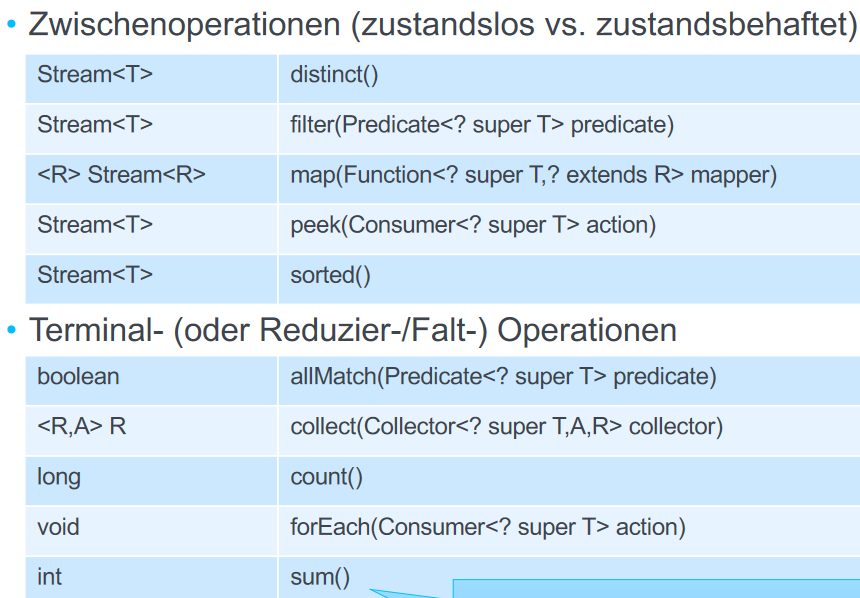 • Zwischenoperationen (zustandslos vs. zustandsbehaftet)
Stream<T> distinct()
Stream<T> filter(Predicate<? super T> predicate)
<R> Stream<R> map(Function<? super T,? extends R> mapper)
Stream<T> peek(Consumer<? super T> action)
Stream<T> sorted()
• Terminal- (oder Reduzier-/Falt-) Operationen
boolean allMatch(Predicate<? super T> predicate)
<R,A> R collect(Collector<? super T,A,R> collector)
long count()
void forEach(Consumer<? super T> action)
int sum()